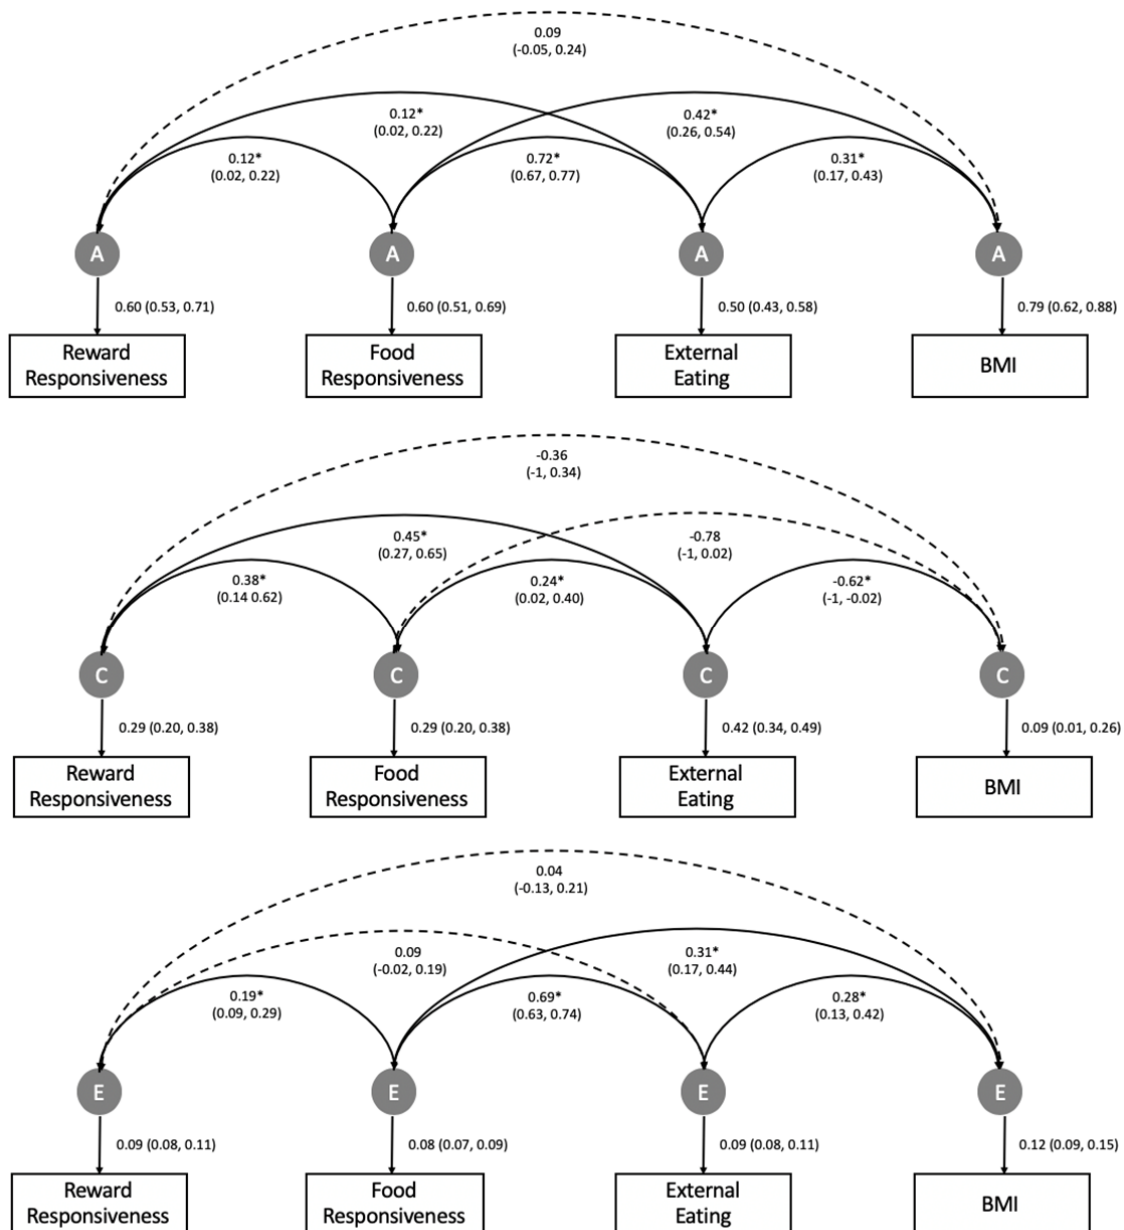 0.09
(-0.05, 0.24)
0.12*
(0.02, 0.22)
0.42*
(0.26, 0.54)
0.12*
(0.02, 0.22)
0.72*
(0.67, 0.77)
0.31*
(0.17, 0.43)
A
A
A
A
0.60 (0.53, 0.71)
0.60 (0.51, 0.69)
0.50 (0.43, 0.58)
0.79 (0.62, 0.88)
Reward
Responsiveness
Food
Responsiveness
External
Eating
BMI
-0.36
(-1, 0.34)
0.45*
(0.27, 0.65)
-0.78
(-1, 0.02)
0.38*
(0.14 0.62)
0.24*
(0.02, 0.40)
-0.62*
(-1, -0.02)
C
C
C
C
0.29 (0.20, 0.38)
0.29 (0.20, 0.38)
0.42 (0.34, 0.49)
0.09 (0.01, 0.26)
Reward
Responsiveness
Food
Responsiveness
External
Eating
BMI
0.04
(-0.13, 0.21)
0.09
(-0.02, 0.19)
0.31*
(0.17, 0.44)
0.19*
(0.09, 0.29)
0.69*
(0.63, 0.74)
0.28*
(0.13, 0.42)
E
E
E
E
0.09 (0.08, 0.11)
0.08 (0.07, 0.09)
0.09 (0.08, 0.11)
0.12 (0.09, 0.15)
Reward
Responsiveness
Food
Responsiveness
External
Eating
BMI